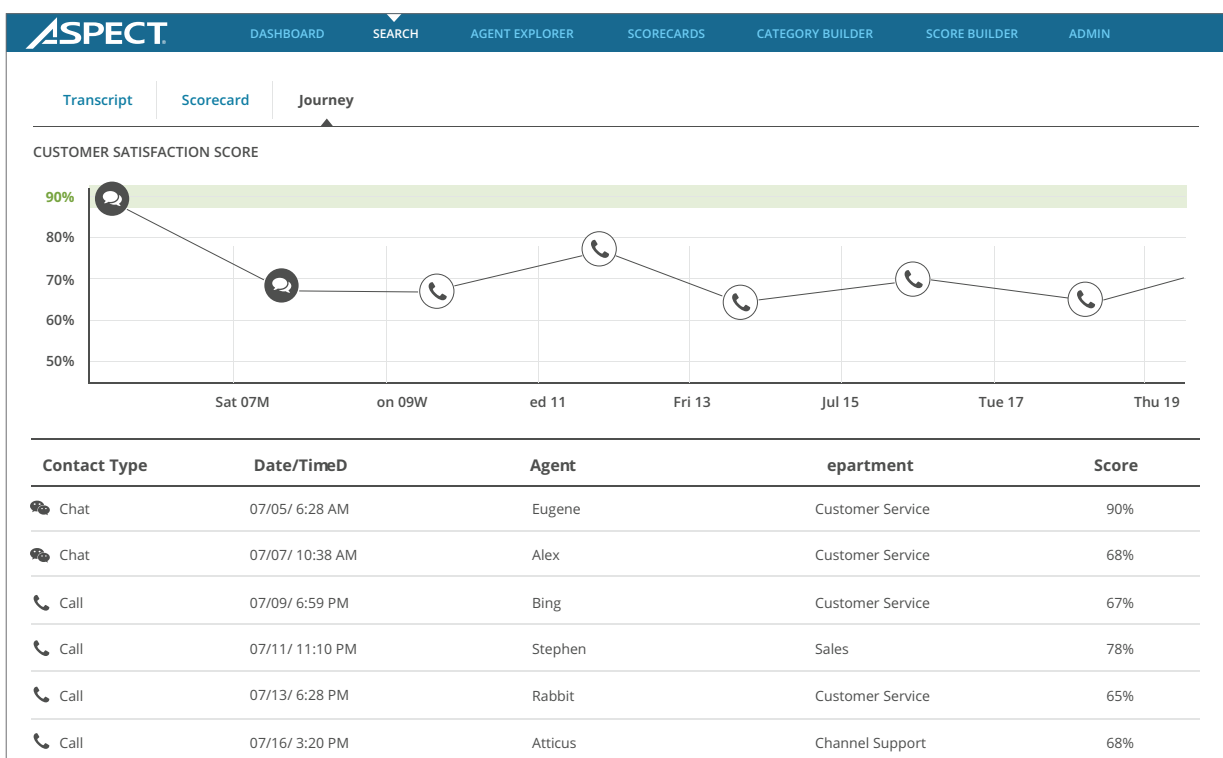 ASPECT. DASHBOARD SEARCH AGENT EXPLORER SCORECARDS CATEGORY BUILDER SCORE BUILDER ADMIN
Transcript Scorecard Journey
CUSTOMER SATISFACTION SCORE
90%
80%
70%
60%
50%
Sat 07M on 09W ed 11 Fri 13 Jul 15 Tue 17 Thu 19
Contact Type Date/TimeD Agent epartment Score
Chat 07/05/ 6:28 AM Eugene Customer Service 90%
Chat 07/07/ 10:38 AM Alex Customer Service 68%
Call 07/09/ 6:59 PM Bing Customer Service 67%
Call 07/11/ 11:10 PM Stephen Sales 78%
Call 07/13/ 6:28 PM Rabbit Customer Service 65%
Call 07/16/ 3:20 PM Atticus Channel Support 68%